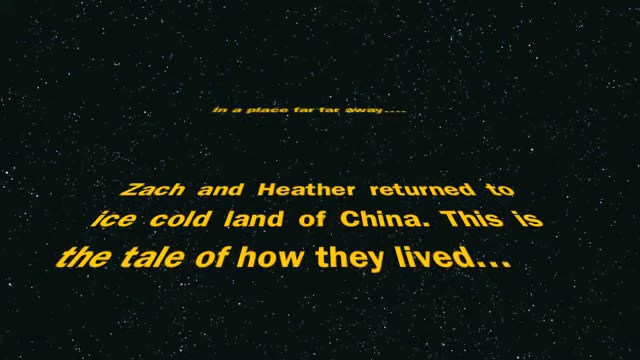 in a place far far away....
Zach and Heather returned to
ice cold land of China. This is
the tale of how they lived...